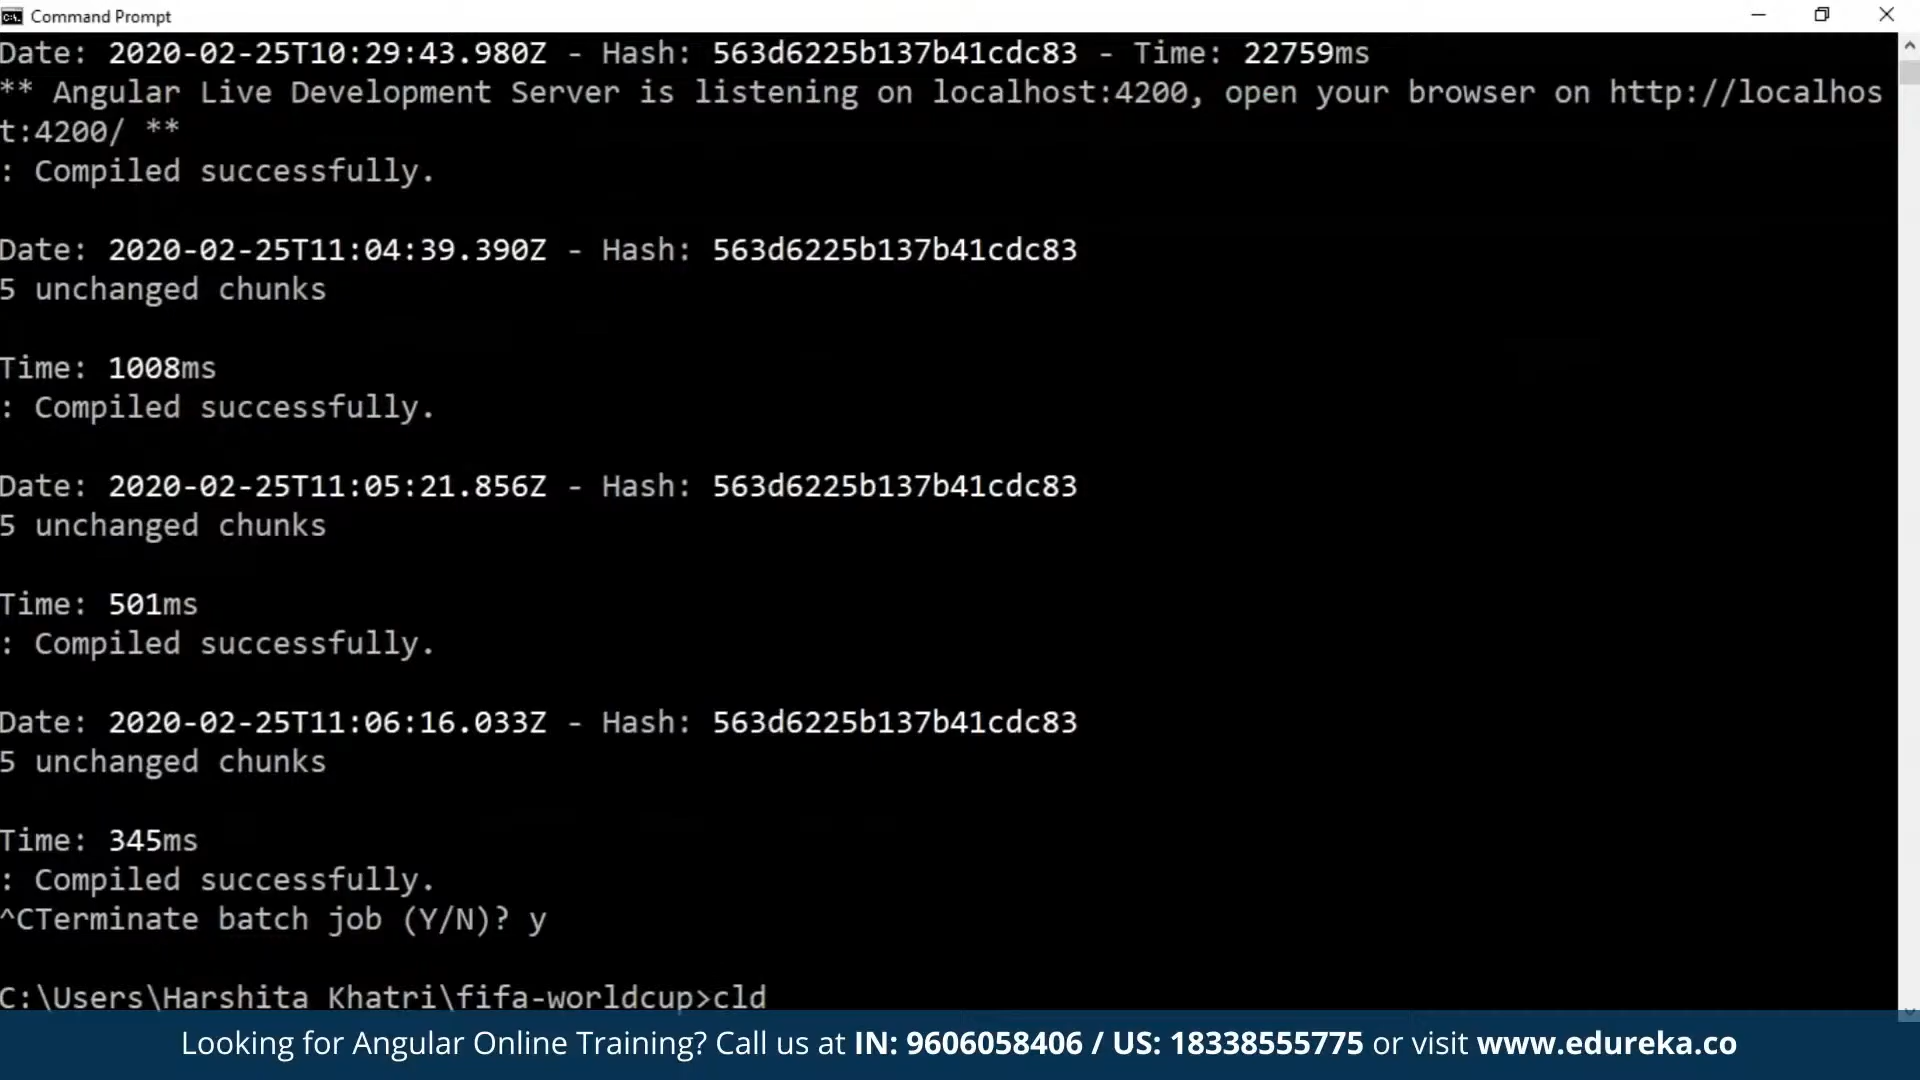 Command Prompt
Date: 2020-02-25T10:29:43.980Z - Hash: 563d6225b137b41cdc83 - Time: 22759ms
** Angular Live Development Server is listening on localhost:4200, open your browser on http://localhos
t:4200/ **
: Compiled successfully.
Date: 2020-02-25T11:04:39.390Z - Hash: 563d6225b137b41cdc83
5 unchanged chunks
Time: 1008ms
: Compiled successfully.
Date: 2020-02-25T11:05:21.856Z - Hash: 563d6225b137b41cdc83
5 unchanged chunks
Time: 501ms
: Compiled successfully.
Date: 2020-02-25T11:06:16.033Z - Hash: 563d6225b137b41cdc83
5 unchanged chunks
Time: 345ms
: Compiled successfully.
^CTerminate batch job (Y/N)? y
C:\Users\Harshita Khatri\fifa-worldcup>cld
Looking for Angular Online Training? Call us at IN: 9606058406 / US: 18338555775 or visit www.edureka.co